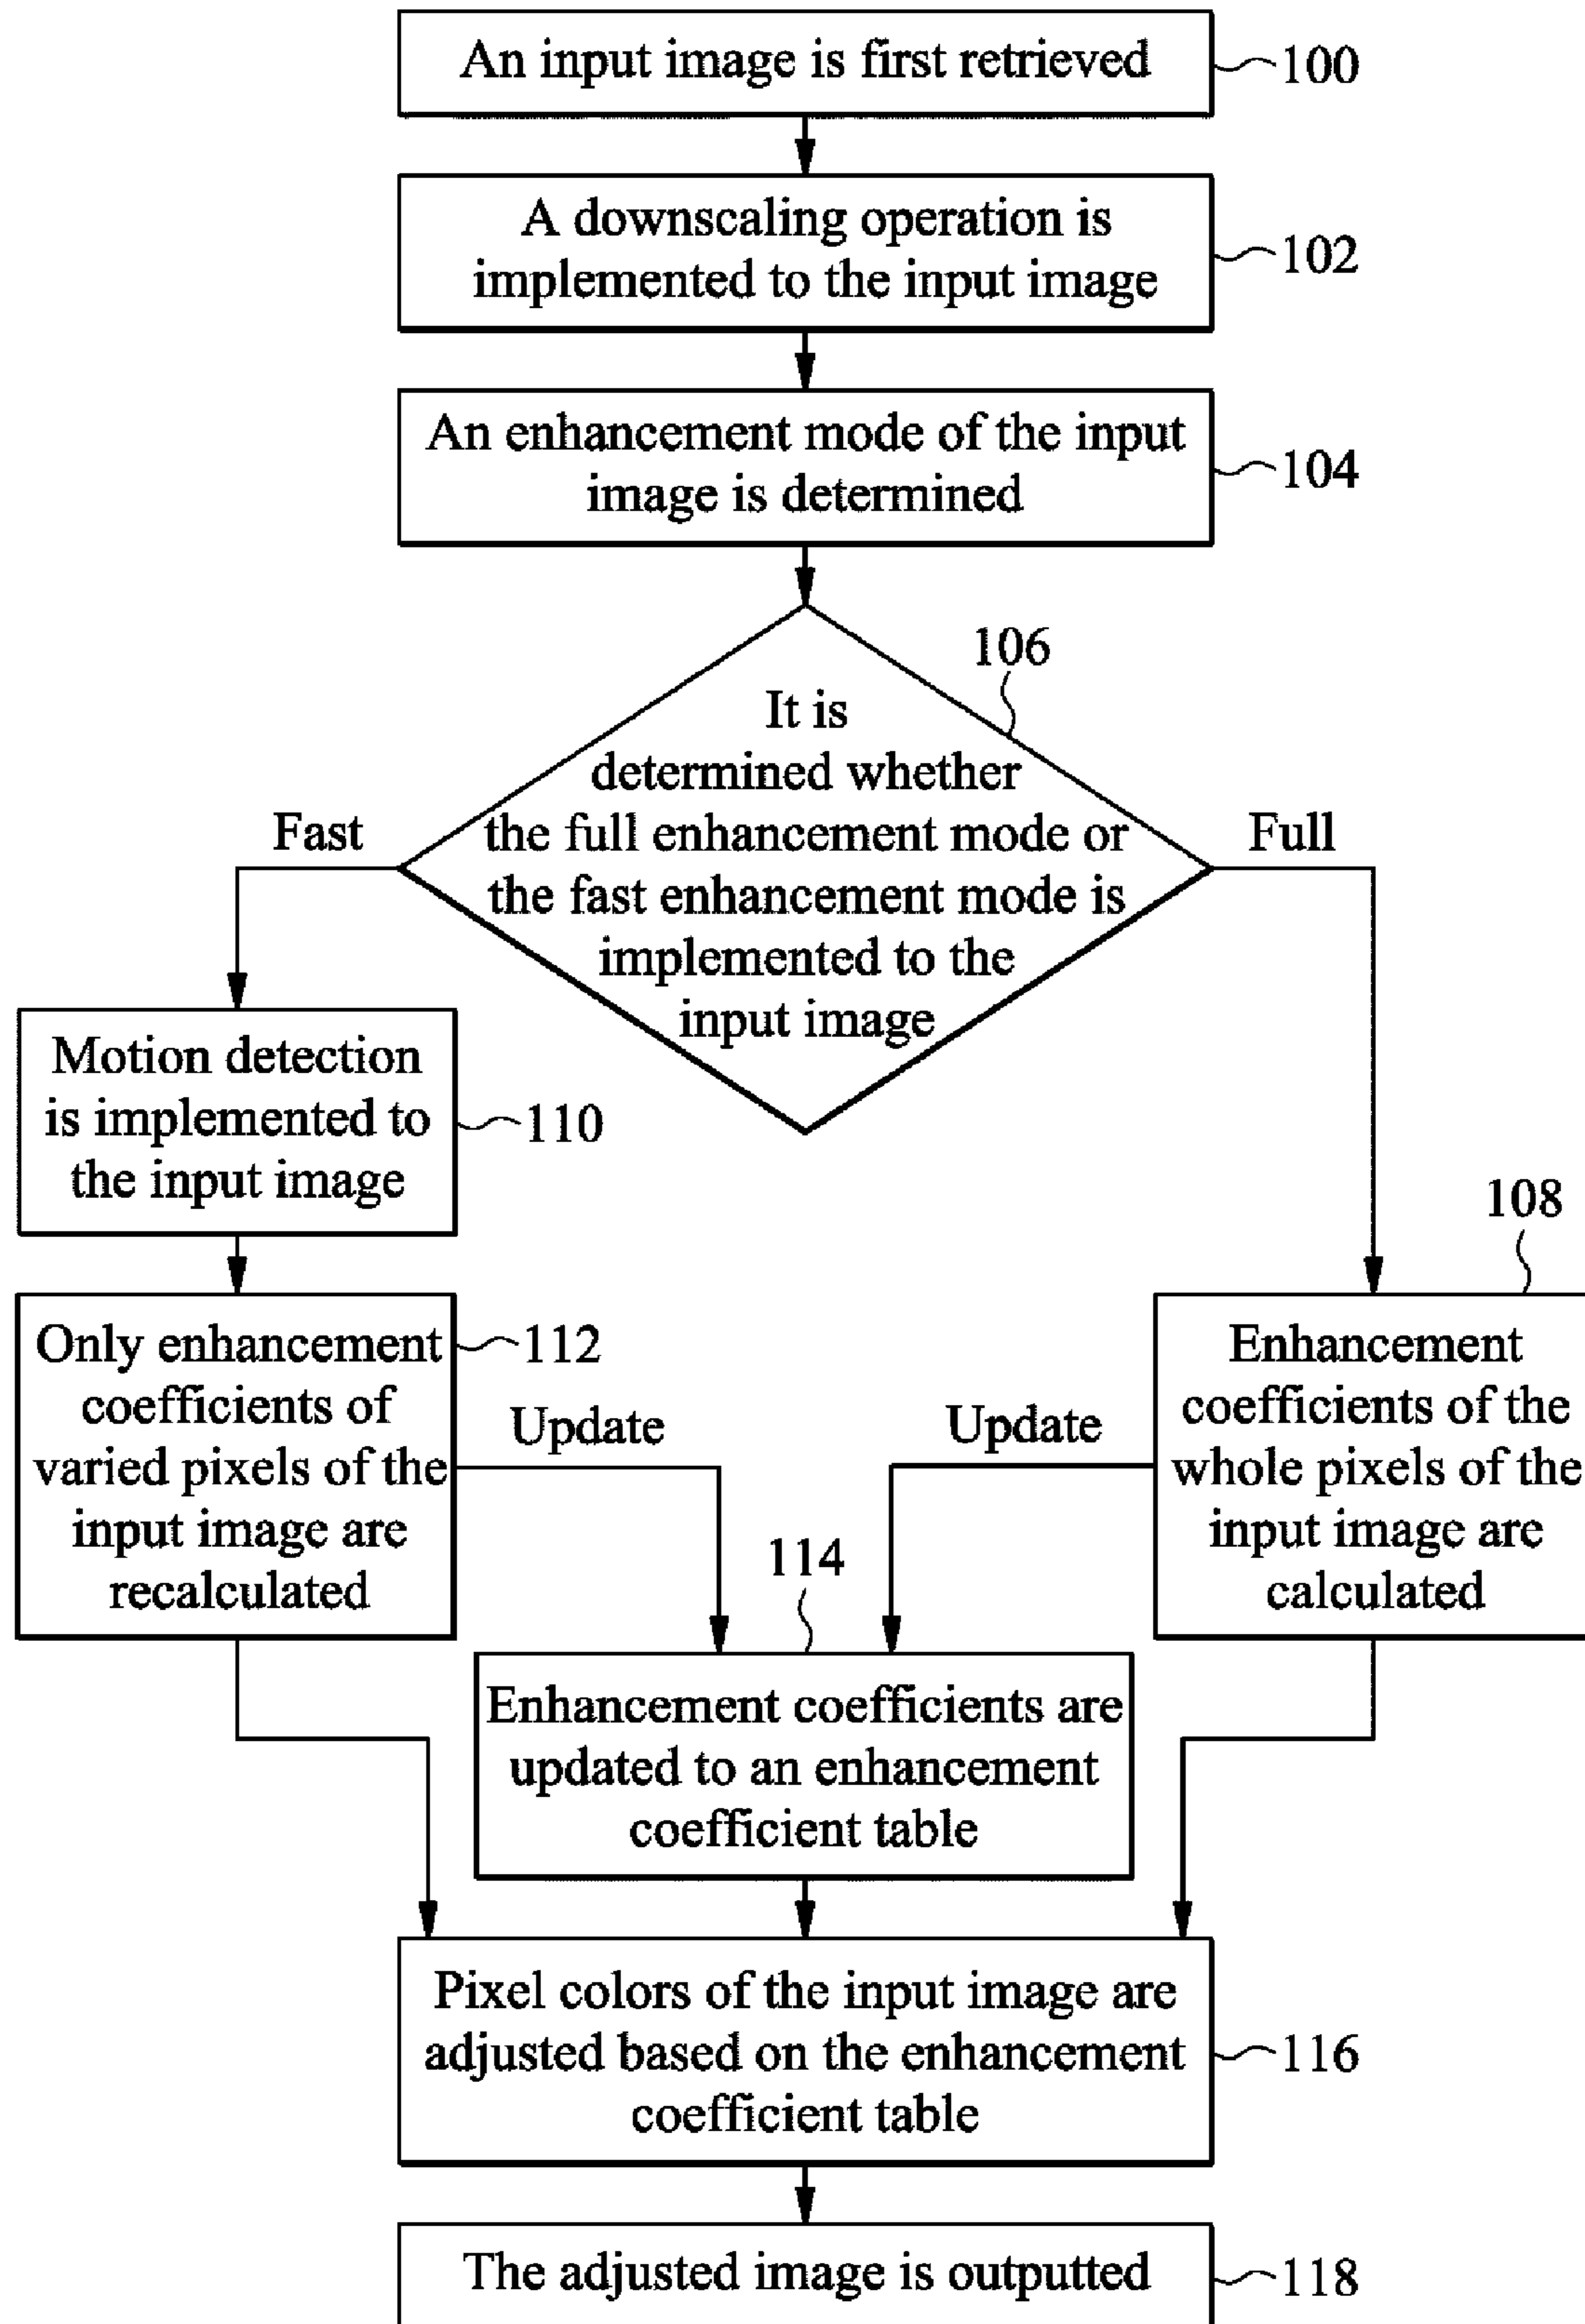 An input image is first retrieved
100
A downscaling operation is
implemented to the input image
102
An enhancement mode of the input
image is determined
104
106
It is
determined whether
the full enhancement mode or
the fast enhancement mode is
implemented to the
input image
Fast
Full
Motion detection
is implemented to
the input image
110
108
Only enhancement
coefficients of
varied pixels of the
input image are
recalculated
112
Enhancement
coefficients of the
whole pixels of the
input image are
calculated
Update
Update
114
Enhancement coefficients are
updated to an enhancement
coefficient table
Pixel colors of the input image are
adjusted based on the enhancement
coefficient table
116
The adjusted image is outputted
118